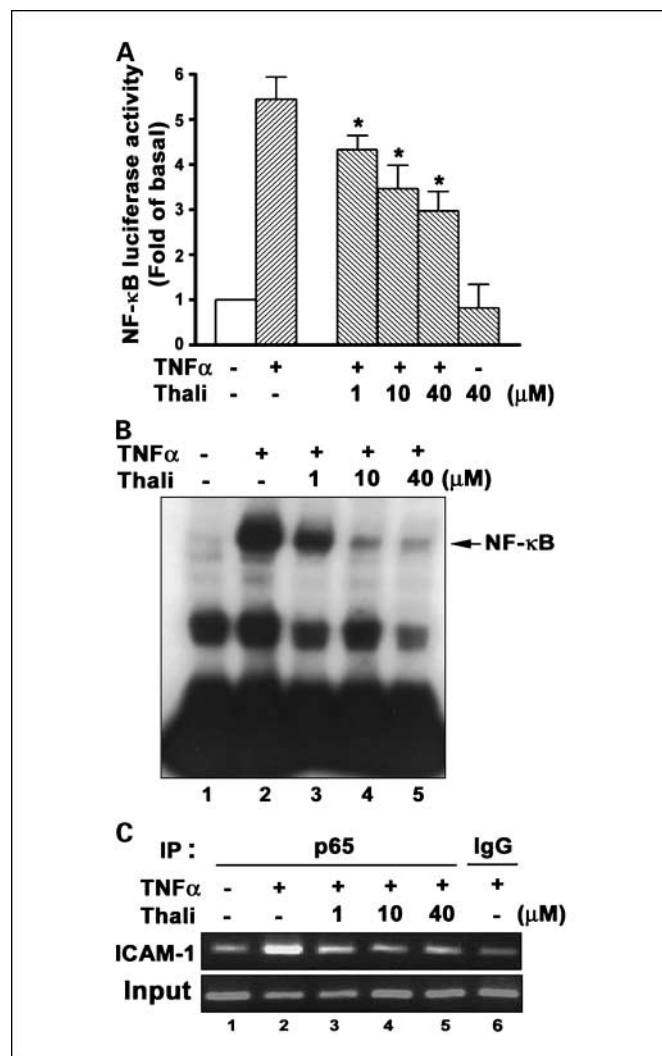 A
NF-κB luciferase activity
(Fold of basal)
6
5
4
3
2
1
0
* * *
TNFα - + + + + -
Thali - - 1 10 40 40 (μM)
B
TNFα - + + + +
Thali - - 1 10 40 (μM)
NF-κB
1 2 3 4 5
C
IP : p65 IgG
TNFα - + + + + +
Thali - - 1 10 40 - (μM)
ICAM-1
Input
1 2 3 4 5 6